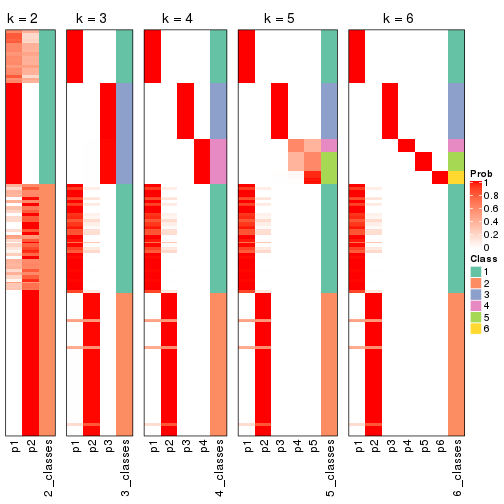 k = 2
k = 3
k = 4
k = 5
k = 6
Prob
1
0.8
0.6
0.4
0.2
0
Class
1
2
3
4
5
6
p1
p2
2_classes
p1
p2
p3
3_classes
p1
p2
p3
p4
4_classes
p1
p2
p3
p4
p5
5_classes
p1
p2
p3
p4
p5
p6
6_classes